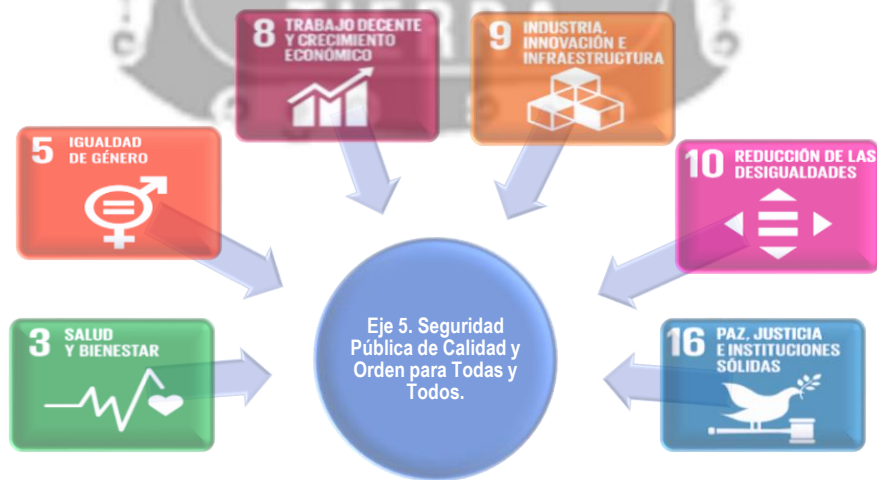 8 TRABAJO DECENTE
Y CRECIMIENTO
ECONÓMICO
9 INDUSTRIA,
INNOVACIÓN E
INFRAESTRUCTURA
5 IGUALDAD
DE GÉNERO
10 REDUCCIÓN DE LAS
DESIGUALDADES
3 SALUD
Y BIENESTAR
Eje 5. Seguridad
Pública de Calidad y
Orden para Todas y
Todos.
16 PAZ, JUSTICIA
E INSTITUCIONES
SÓLIDAS